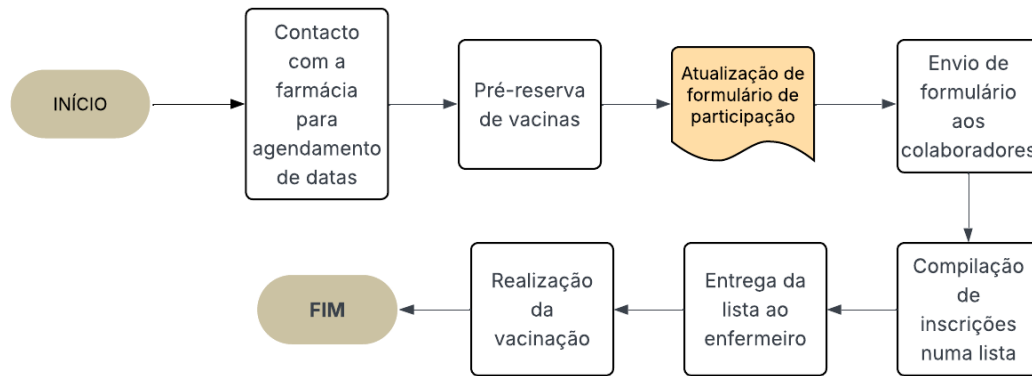 INÍCIO
Contacto
com a
farmácia
para
agendamento
de datas
Pré-reserva
de vacinas
Atualização de
formulário de
participação
Envio de
formulário
aos
colaboradores
Compilação
de
inscrições
numa lista
Entrega da
lista ao
enfermeiro
Realização
da
vacinação
FIM